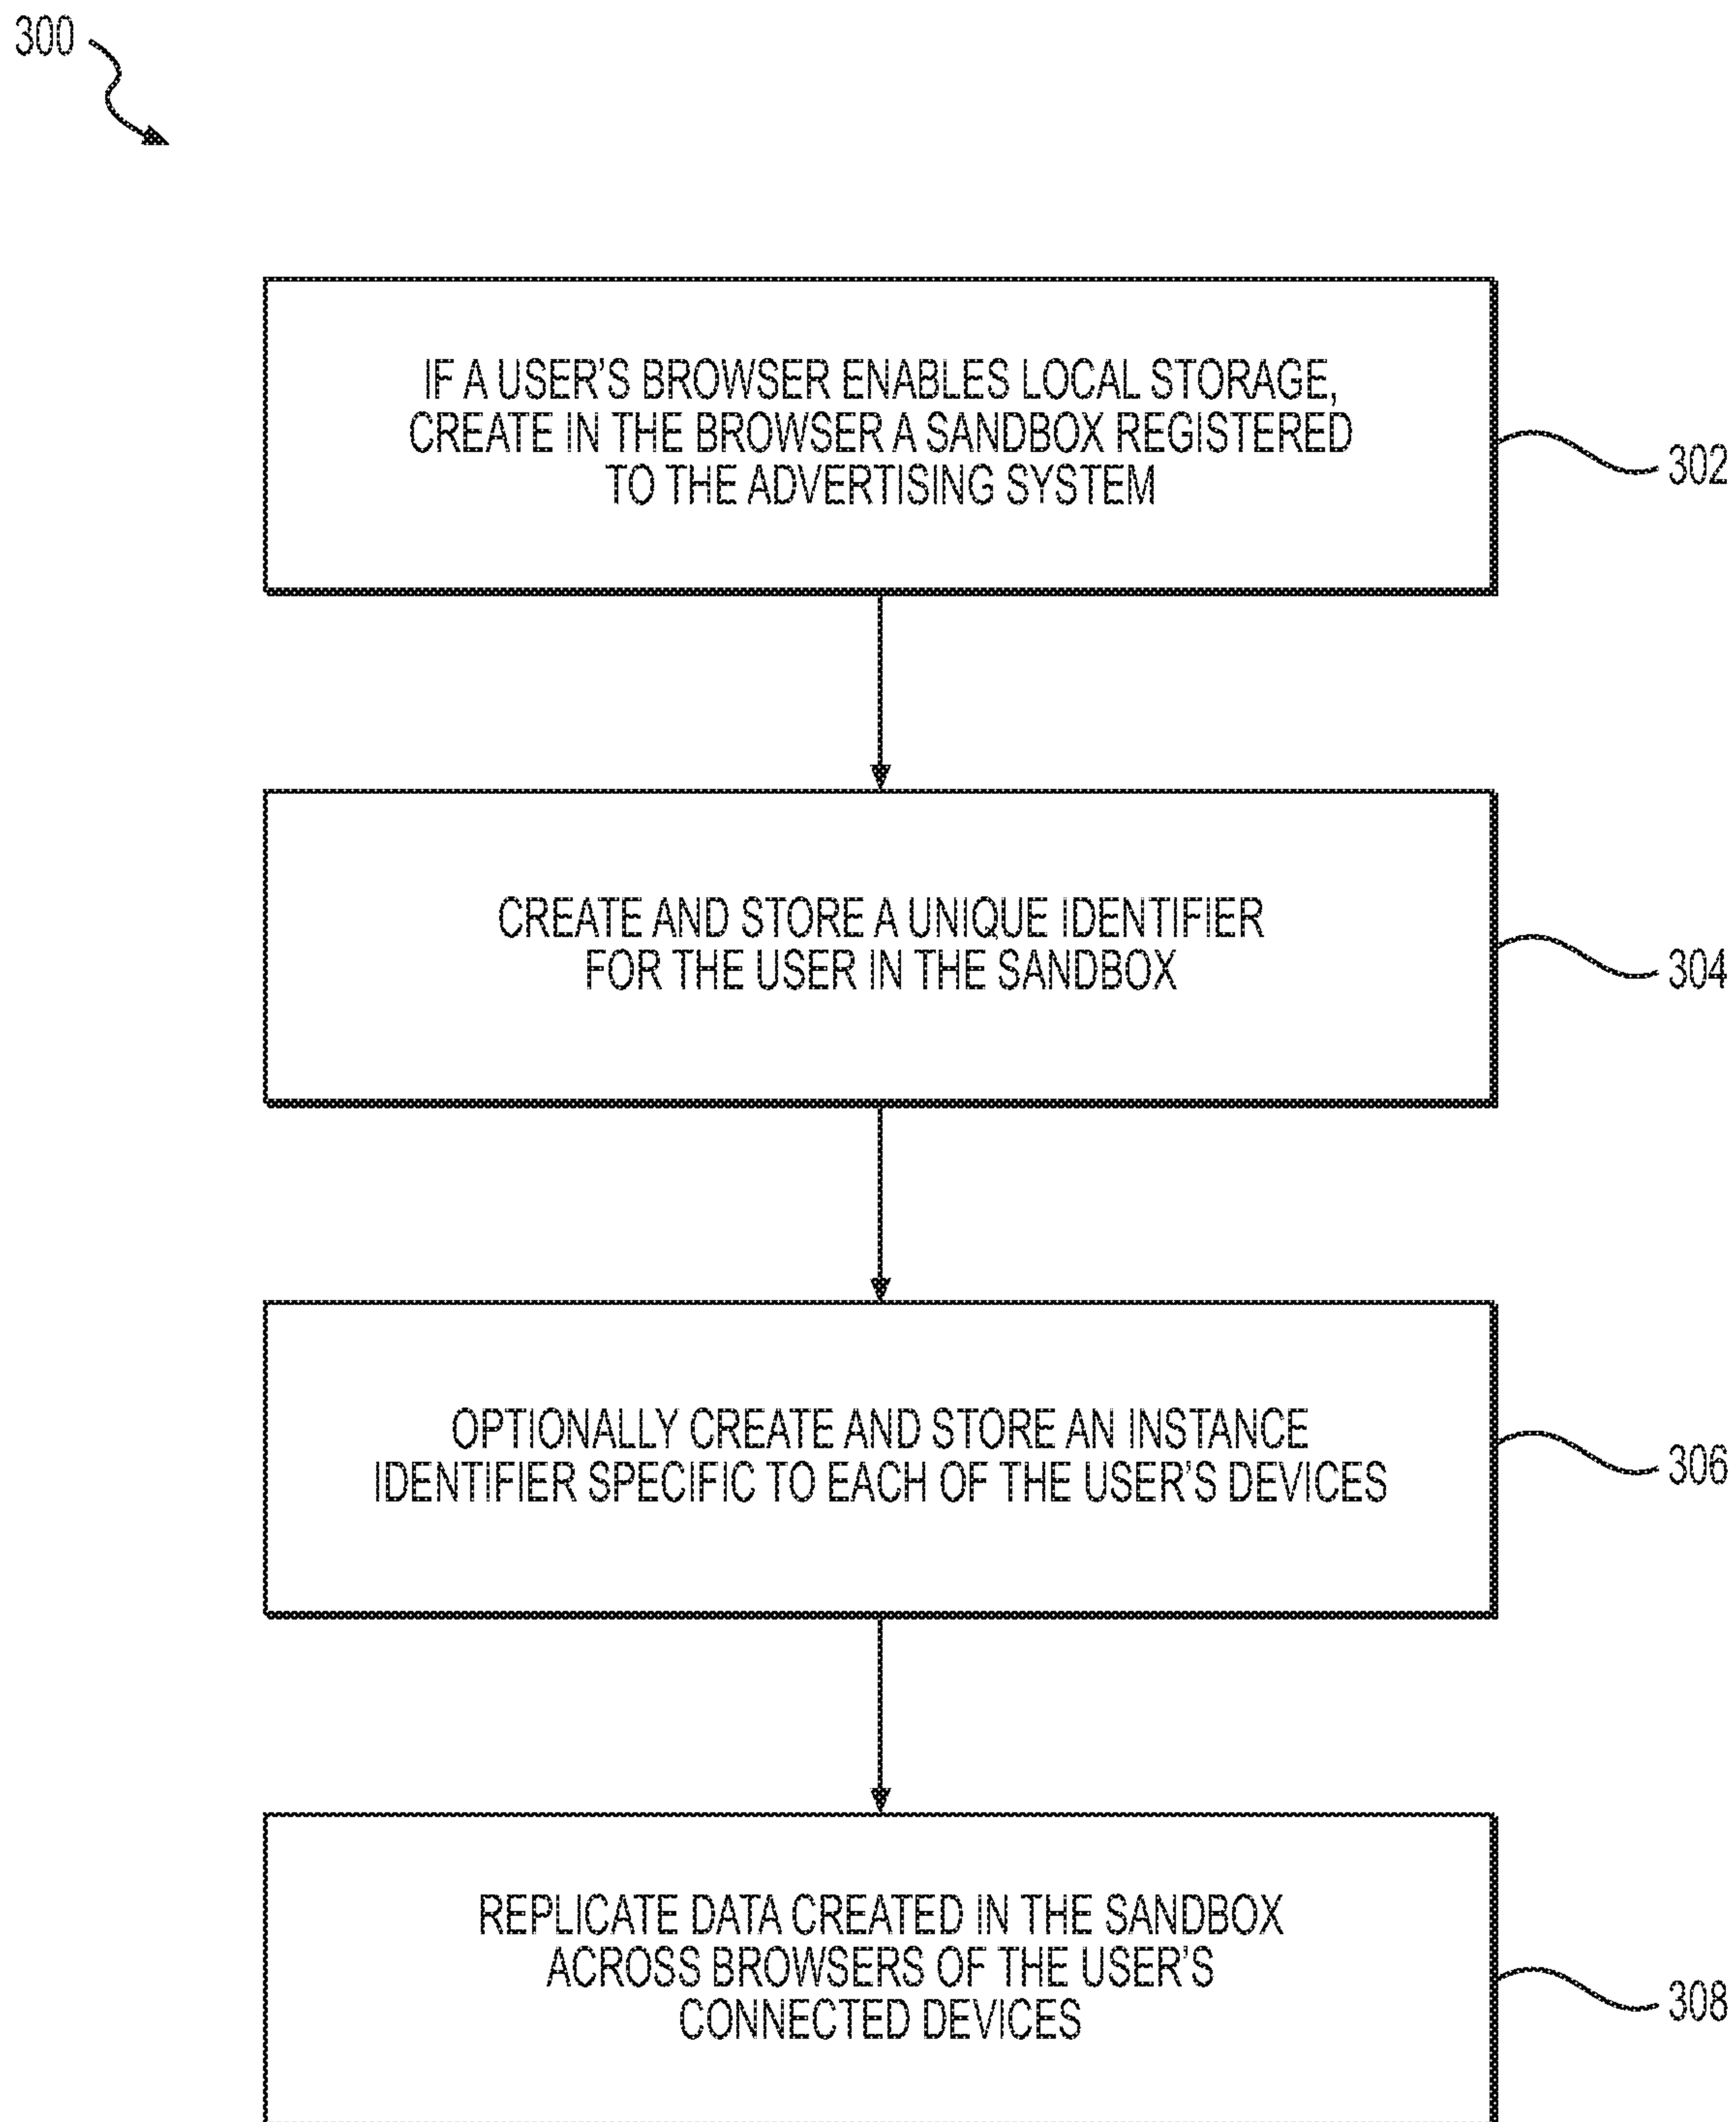 300
IF A USER’S BROWSER ENABLES LOCAL STORAGE,
CREATE IN THE BROWSER A SANDBOX REGISTERED
TO THE ADVERTISING SYSTEM
302
CREATE AND STORE A UNIQUE IDENTIFIER
FOR THE USER IN THE SANDBOX
304
OPTIONALLY CREATE AND STORE AN INSTANCE
IDENTIFIER SPECIFIC TO EACH OF THE USER’S DEVICES
306
REPLICATE DATA CREATED IN THE SANDBOX
ACROSS BROWSERS OF THE USER’S
CONNECTED DEVICES
308